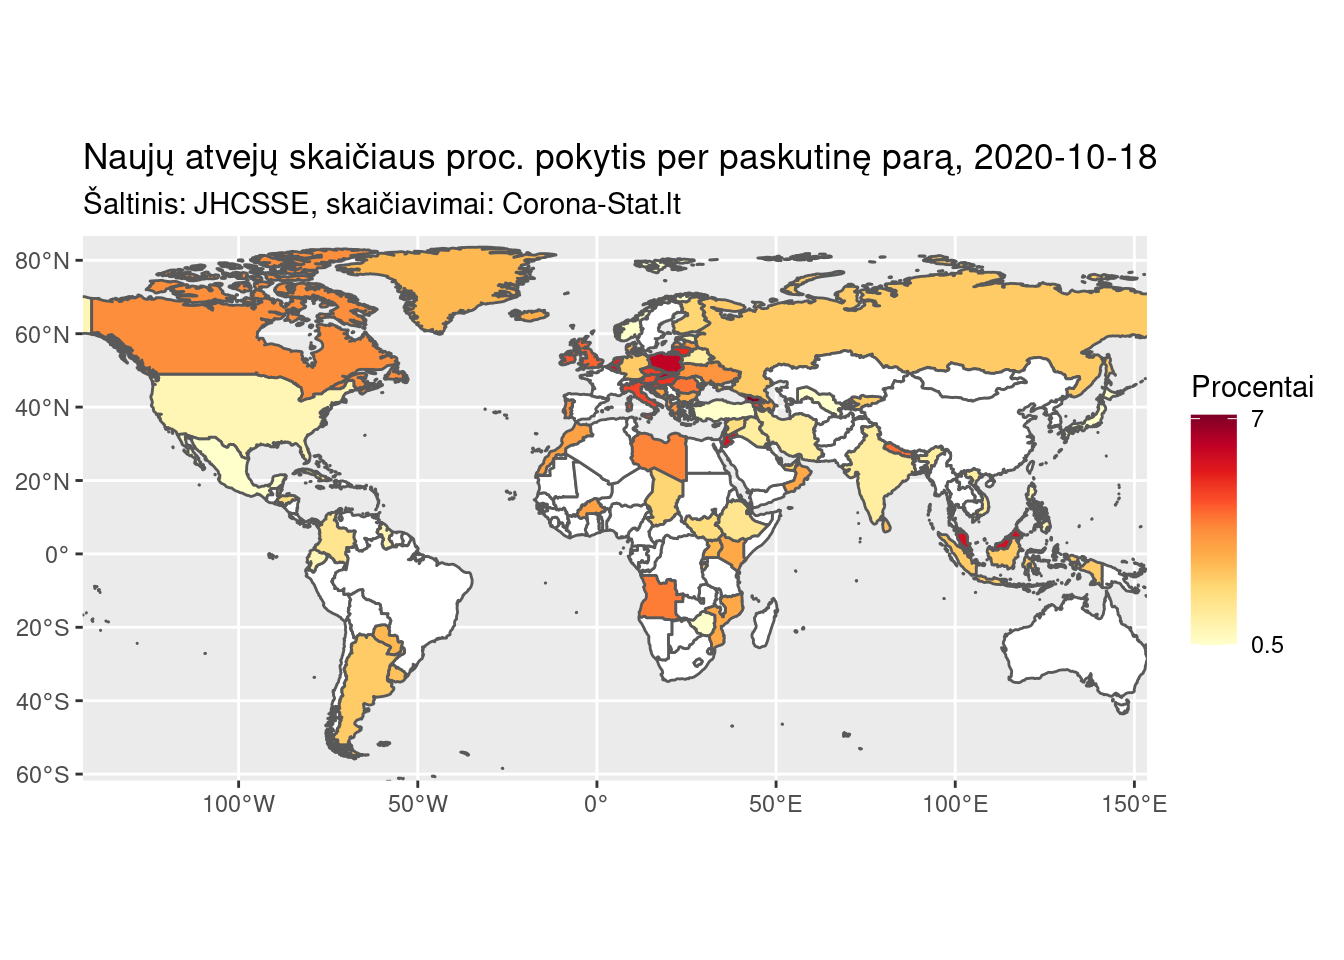 Naujų atvejų skaičiaus proc. pokytis per paskutinę parą, 2020-10-18
Šaltinis: JHCSSE, skaičiavimai: Corona-Stat.lt
80°N
60°N
40°N
20°N
0°
20°S
40°S
60°S
100°W
50°W
0°
50°E
100°E
150°E
Procentai
7
0.5